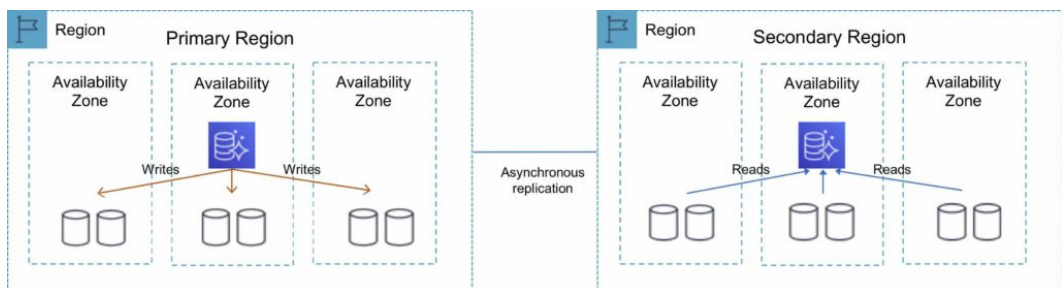 Region
Primary Region
Availability
Zone
Availability
Zone
Availability
Zone
Writes
Writes
Asynchronous
replication
Region
Secondary Region
Availability
Zone
Availability
Zone
Availability
Zone
Reads
Reads